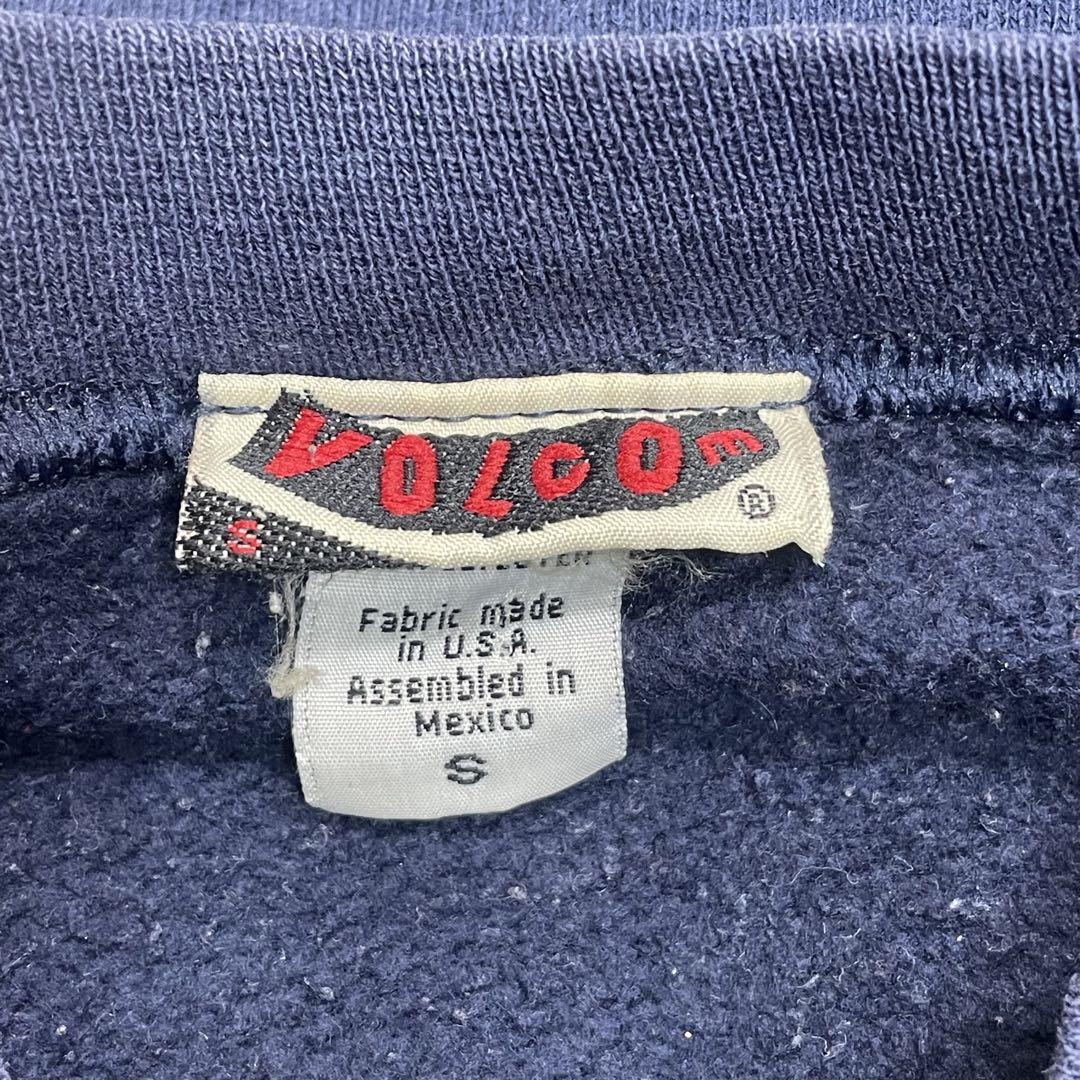 VOLCOM
®
S
Fabric made
in U.S.A.
Assembled in
Mexico
S